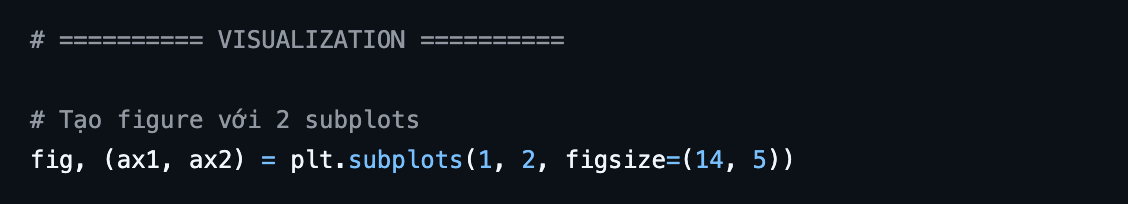 # ========== VISUALIZATION ==========
# Tạo figure với 2 subplots
fig, (ax1, ax2) = plt.subplots(1, 2, figsize=(14, 5))